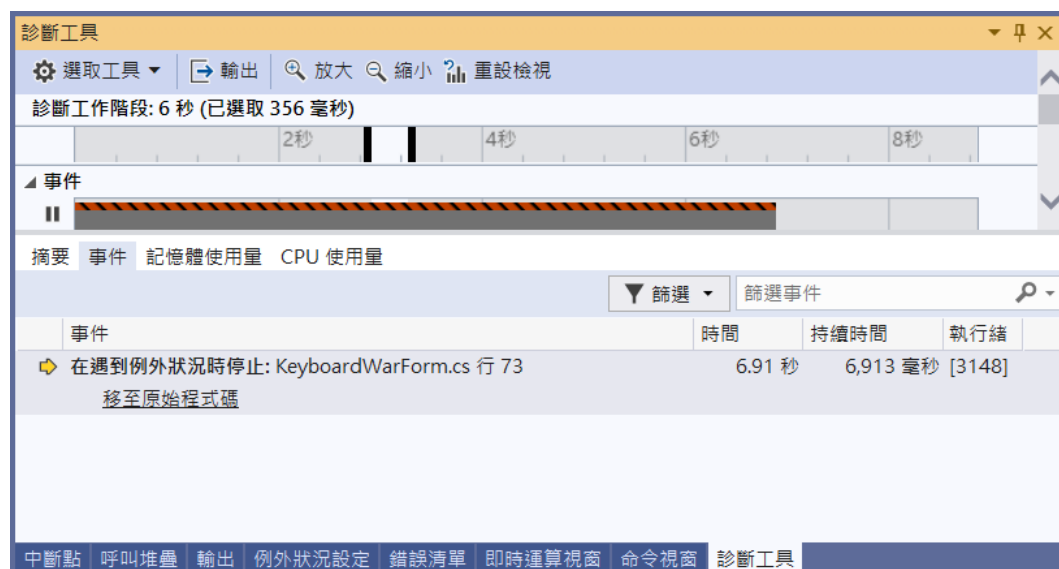 診斷工具
選取工具 輸出 放大 縮小 重設檢視
診斷工作階段: 6 秒 (已選取 356 毫秒)
2秒 4秒 6秒 8秒
事件
摘要 事件 記憶體使用量 CPU 使用量
篩選 篩選事件
事件 時間 持續時間 執行緒
在遇到例外狀況時停止: KeyboardWarForm.cs 行 73 6.91 秒 6,913 毫秒 [3148]
移至原始程式碼
中斷點 呼叫堆疊 輸出 例外狀況設定 錯誤清單 即時運算視窗 命令視窗 診斷工具